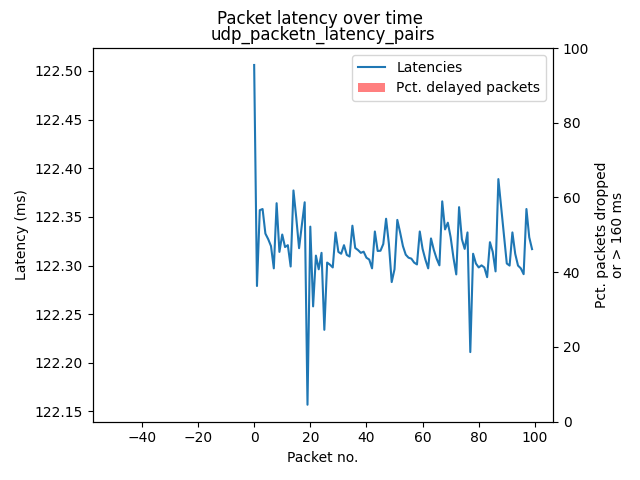 Packet latency over time
udp_packetn_latency_pairs
Latencies
Pct. delayed packets
122.50
122.45
122.40
122.35
122.30
122.25
122.20
122.15
Latency (ms)
100
80
60
40
20
0
Pct. packets dropped
or > 160 ms
−40
−20
0
20
40
60
80
100
Packet no.